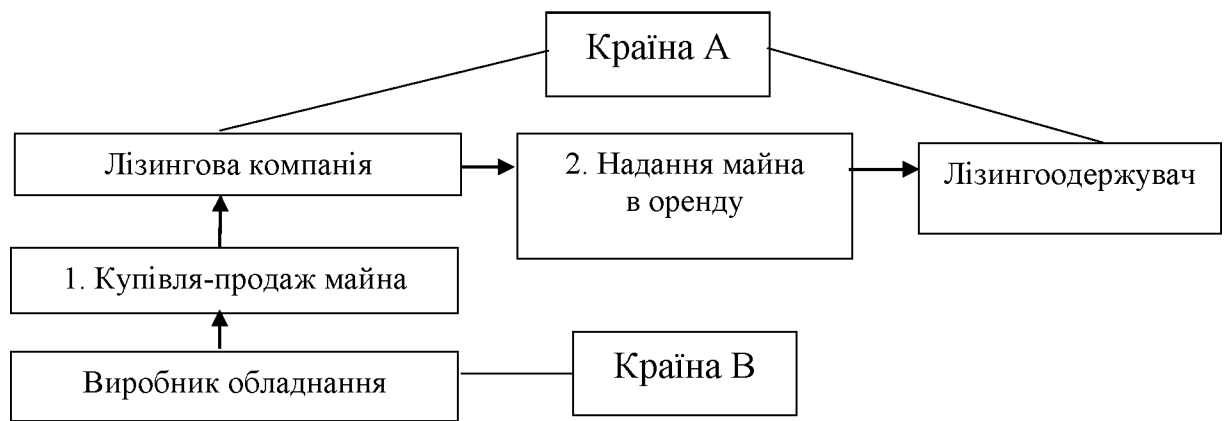 Країна А
Лізингова компанія
2. Надання майна
в оренду
Лізингоодержувач
1. Купівля-продаж майна
Виробник обладнання
Країна В